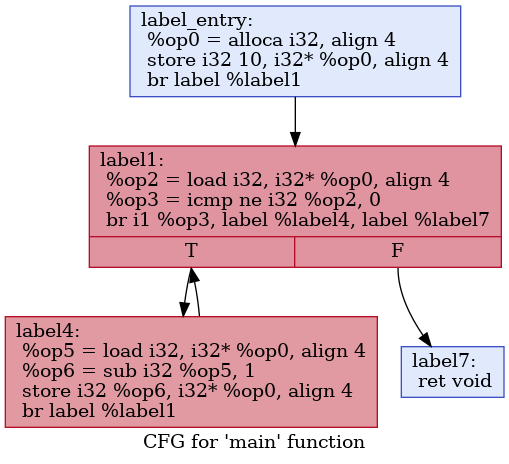 label_entry:
%op0 = alloca i32, align 4
store i32 10, i32* %op0, align 4
br label %label1
label1:
%op2 = load i32, i32* %op0, align 4
%op3 = icmp ne i32 %op2, 0
br i1 %op3, label %label4, label %label7
T F
label4:
%op5 = load i32, i32* %op0, align 4
%op6 = sub i32 %op5, 1
store i32 %op6, i32* %op0, align 4
br label %label1
label7:
ret void
CFG for 'main' function